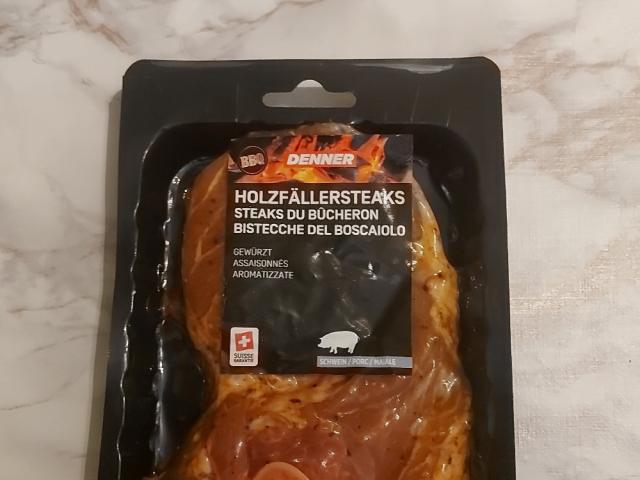 BBQ
DENNER
HOLZFÄLLERSTEAKS
STEAKS DU BÛCHERON
BISTECCHE DEL BOSCAIOLO
GEWÜRZT
ASSAISONNÉS
AROMATIZZATE
SUISSE
GARANTIE
SCHWEIN / PORC / MAIALE